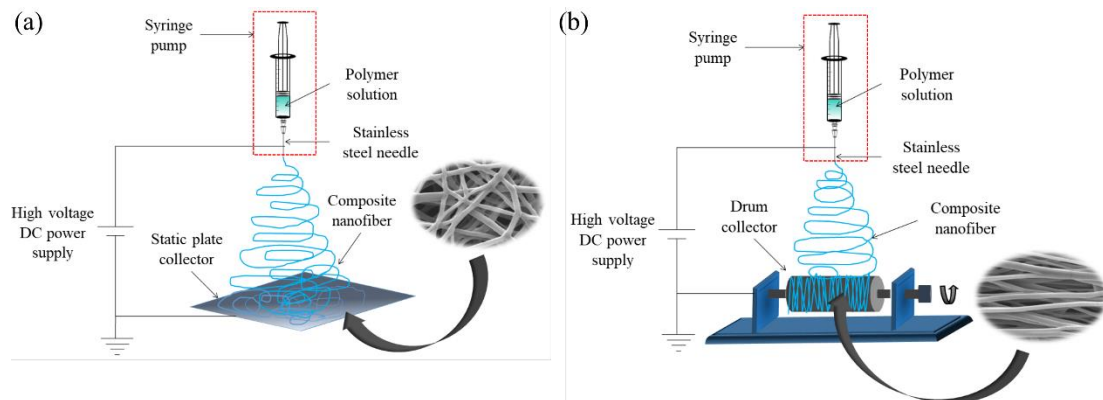 (a)
Syringe
pump
Polymer
solution
Stainless
steel needle
High voltage
DC power
supply
Static plate
collector
Composite
nanofiber
(b)
Syringe
pump
Polymer
solution
Stainless
steel needle
High voltage
DC power
supply
Drum
collector
Composite
nanofiber